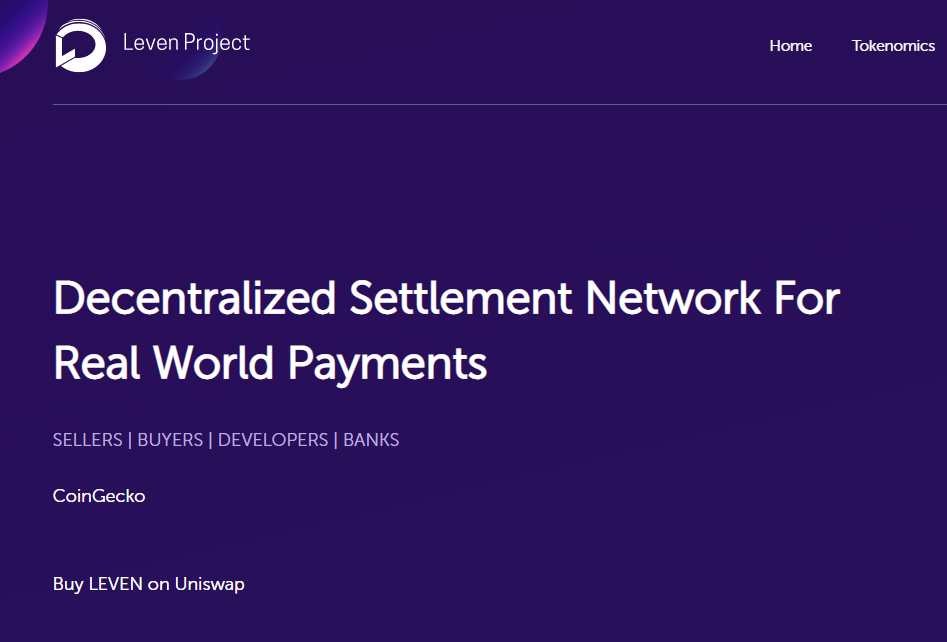 Leven Project
Home
Tokenomics
Decentralized Settlement Network For
Real World Payments
SELLERS | BUYERS | DEVELOPERS | BANKS
CoinGecko
Buy LEVEN on Uniswap